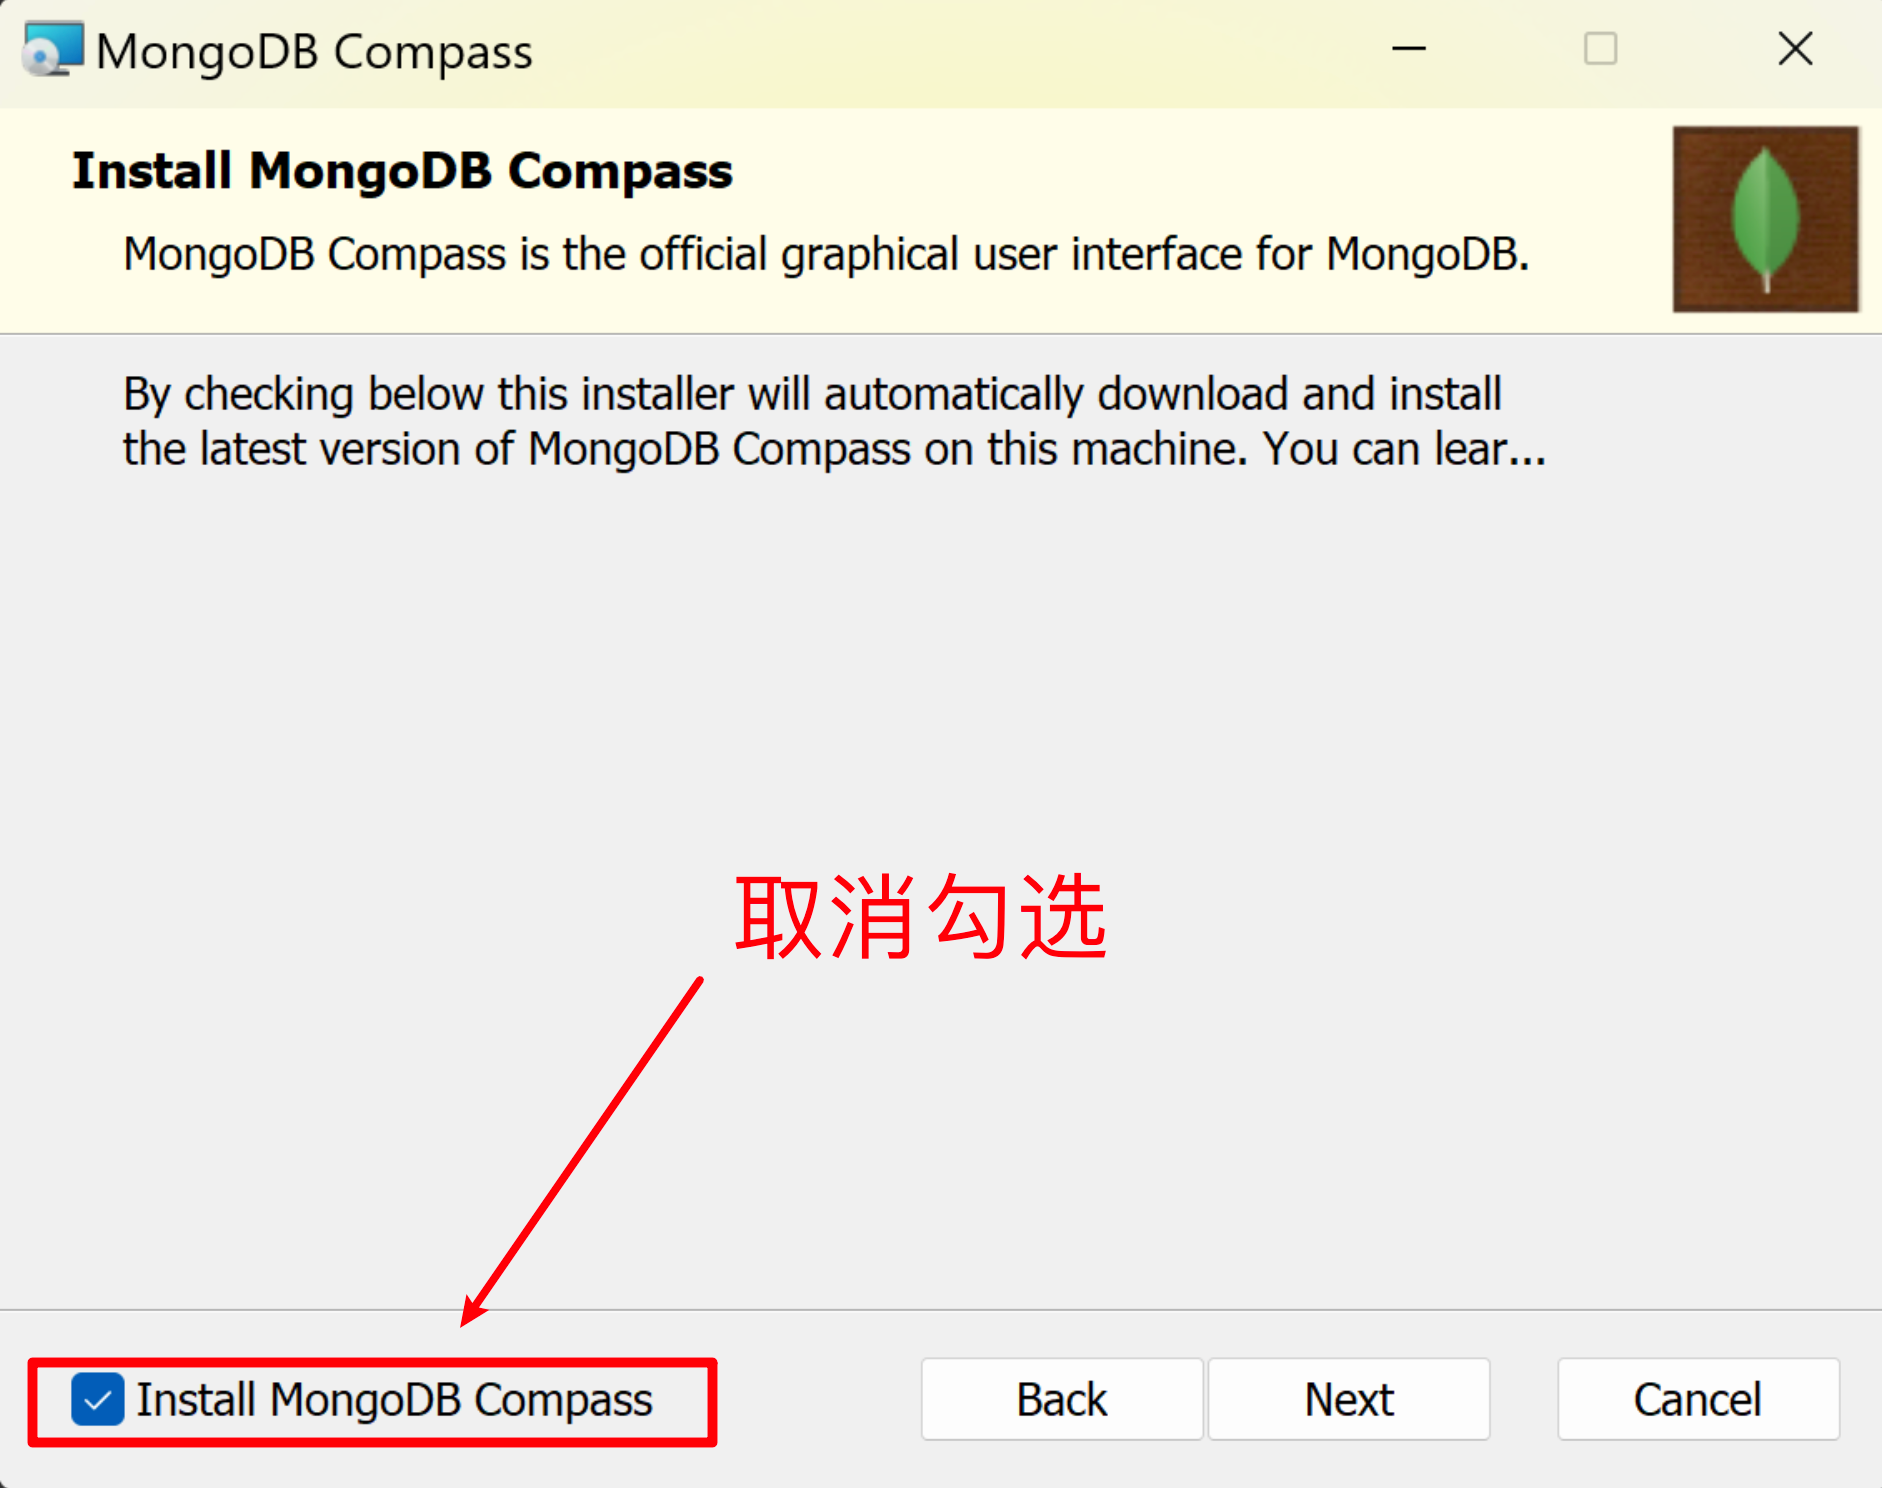 MongoDB Compass
Install MongoDB Compass
MongoDB Compass is the official graphical user interface for MongoDB.
By checking below this installer will automatically download and install
the latest version of MongoDB Compass on this machine. You can lear...
取消勾选
Install MongoDB Compass
Back
Next
Cancel